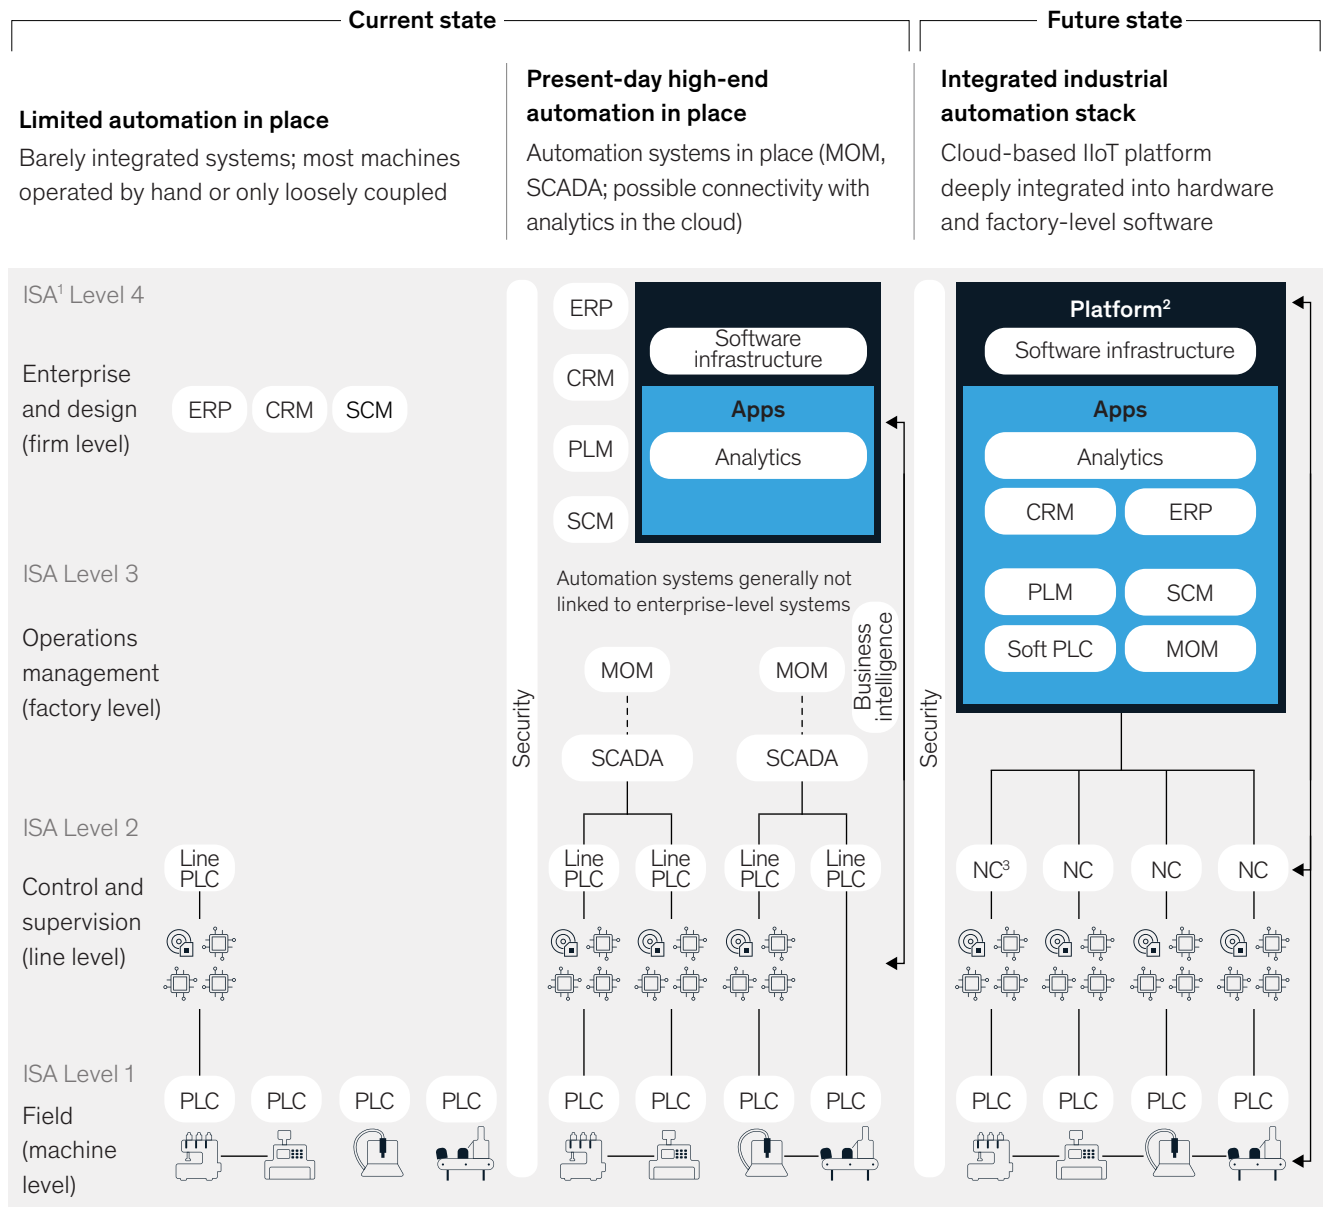 Current state
Future state
Limited automation in place
Barely integrated systems; most machines
operated by hand or only loosely coupled
Present-day high-end
automation in place
Automation systems in place (MOM,
SCADA; possible connectivity with
analytics in the cloud)
Integrated industrial
automation stack
Cloud-based IIoT platform
deeply integrated into hardware
and factory-level software
ISA¹ Level 4
Enterprise
and design
(firm level)
ERP
CRM
SCM
ISA Level 3
Operations
management
(factory level)
ISA Level 2
Control and
supervision
(line level)
Line
PLC
ISA Level 1
Field
(machine
level)
PLC
PLC
PLC
PLC
Security
ERP
CRM
PLM
SCM
Software
infrastructure
Apps
Analytics
Automation systems generally not
linked to enterprise-level systems
Business
intelligence
MOM
MOM
SCADA
SCADA
Line
PLC
Line
PLC
Line
PLC
Line
PLC
PLC
PLC
PLC
PLC
Security
Platform²
Software infrastructure
Apps
Analytics
CRM
ERP
PLM
SCM
Soft PLC
MOM
NC³
NC
NC
NC
PLC
PLC
PLC
PLC